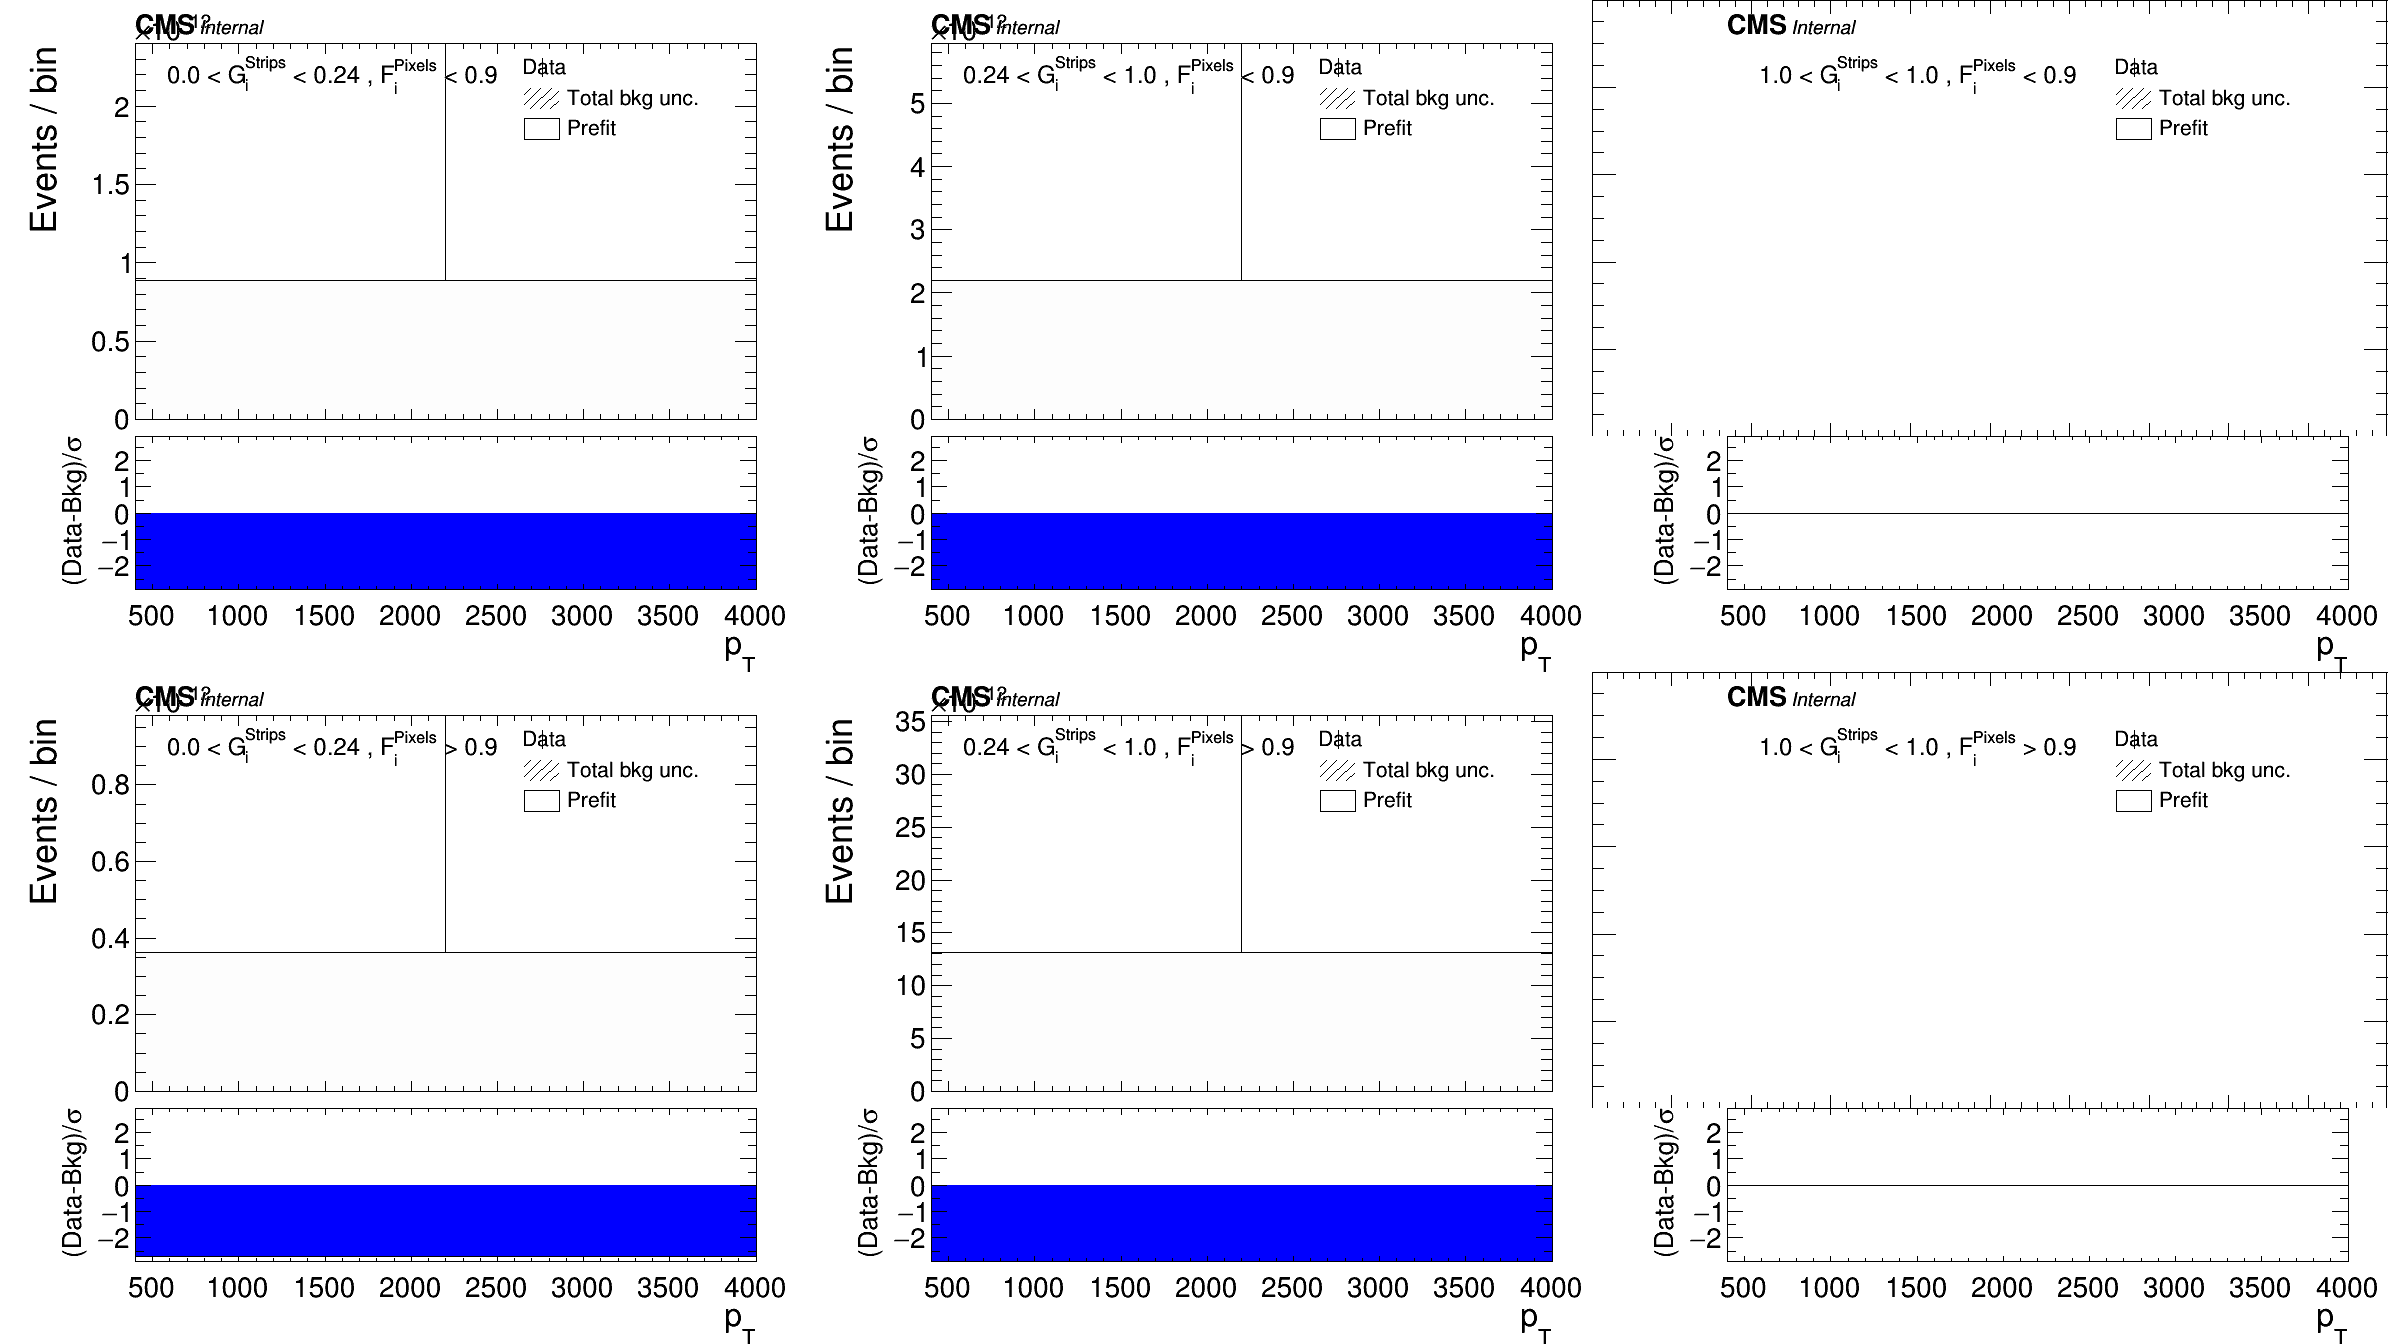 CMS Internal
Events / bin
0.0 < G_i^Strips < 0.24 , F_i^Pixels < 0.9
Data
Total bkg unc.
Prefit
2
1.5
1
0.5
0
(Data-Bkg)/σ
2
1
0
−1
−2
500 1000 1500 2000 2500 3000 3500 4000
p_T
CMS Internal
Events / bin
0.24 < G_i^Strips < 1.0 , F_i^Pixels < 0.9
Data
Total bkg unc.
Prefit
5
4
3
2
1
0
(Data-Bkg)/σ
2
1
0
−1
−2
500 1000 1500 2000 2500 3000 3500 4000
p_T
CMS Internal
1.0 < G_i^Strips < 1.0 , F_i^Pixels < 0.9
Data
Total bkg unc.
Prefit
(Data-Bkg)/σ
2
1
0
−1
−2
500 1000 1500 2000 2500 3000 3500 4000
p_T
CMS Internal
Events / bin
0.0 < G_i^Strips < 0.24 , F_i^Pixels > 0.9
Data
Total bkg unc.
Prefit
0.8
0.6
0.4
0.2
0
(Data-Bkg)/σ
2
1
0
−1
−2
500 1000 1500 2000 2500 3000 3500 4000
p_T
CMS Internal
Events / bin
0.24 < G_i^Strips < 1.0 , F_i^Pixels > 0.9
Data
Total bkg unc.
Prefit
35
30
25
20
15
10
5
0
(Data-Bkg)/σ
2
1
0
−1
−2
500 1000 1500 2000 2500 3000 3500 4000
p_T
CMS Internal
1.0 < G_i^Strips < 1.0 , F_i^Pixels > 0.9
Data
Total bkg unc.
Prefit
(Data-Bkg)/σ
2
1
0
−1
−2
500 1000 1500 2000 2500 3000 3500 4000
p_T